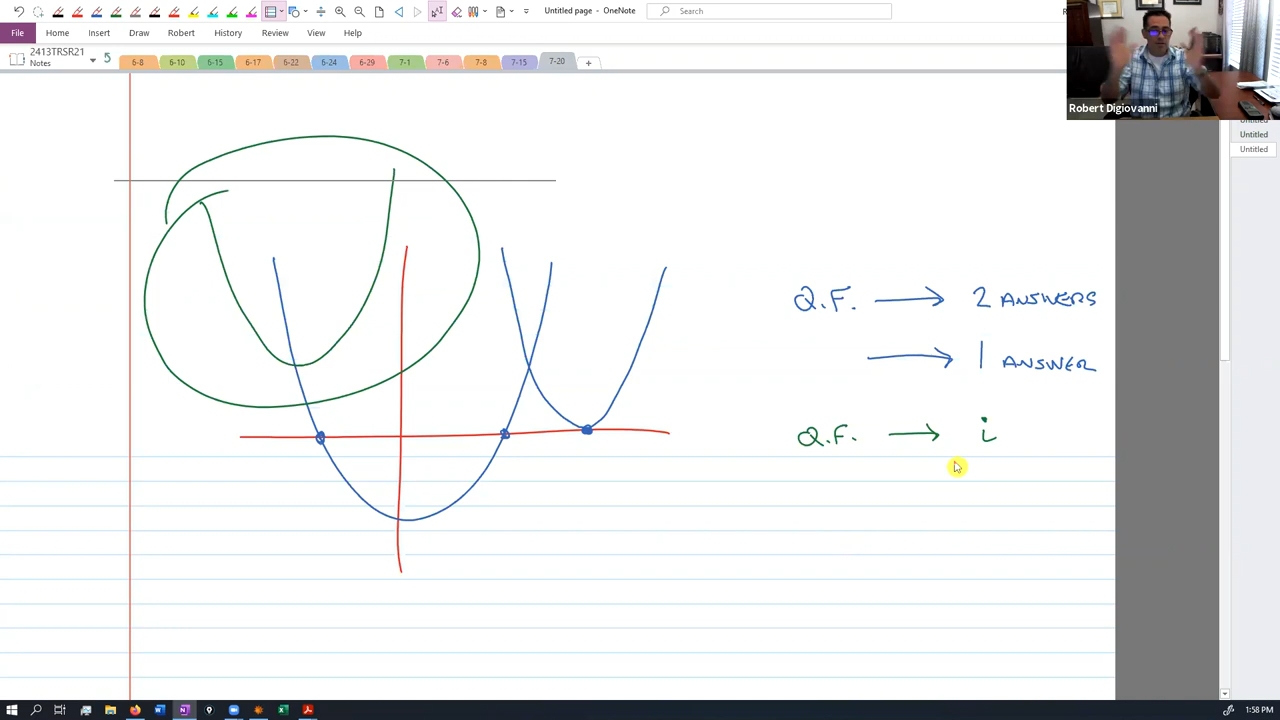 Untitled page - OneNote
Search
File
Home
Insert
Draw
Robert
History
Review
View
Help
2413TRSR21
Notes
5
6-8
6-10
6-15
6-17
6-22
6-24
6-29
7-1
7-6
7-8
7-15
7-20
Robert Digiovanni
Untitled
Untitled
Q.F. → 2 ANSWERS
→ 1 ANSWER
Q.F. → i
1:58 PM